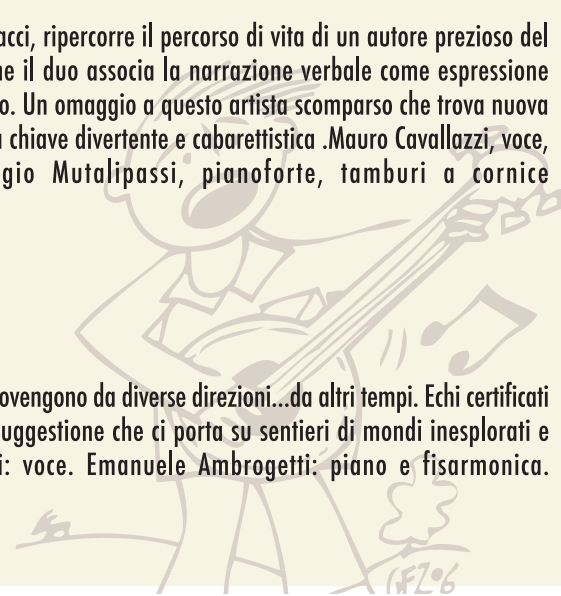 acci, ripercorre il percorso di vita di un autore prezioso del
ne il duo associa la narrazione verbale come espressione
o. Un omaggio a questo artista scomparso che trova nuova
a chiave divertente e cabarettistica .Mauro Cavallazzi, voce,
gio Mutalipassi, pianoforte, tamburi a cornice
ovengono da diverse direzioni...da altri tempi. Echi certificati
uggestione che ci porta su sentieri di mondi inesplorati e
i: voce. Emanuele Ambrogetti: piano e fisarmonica.